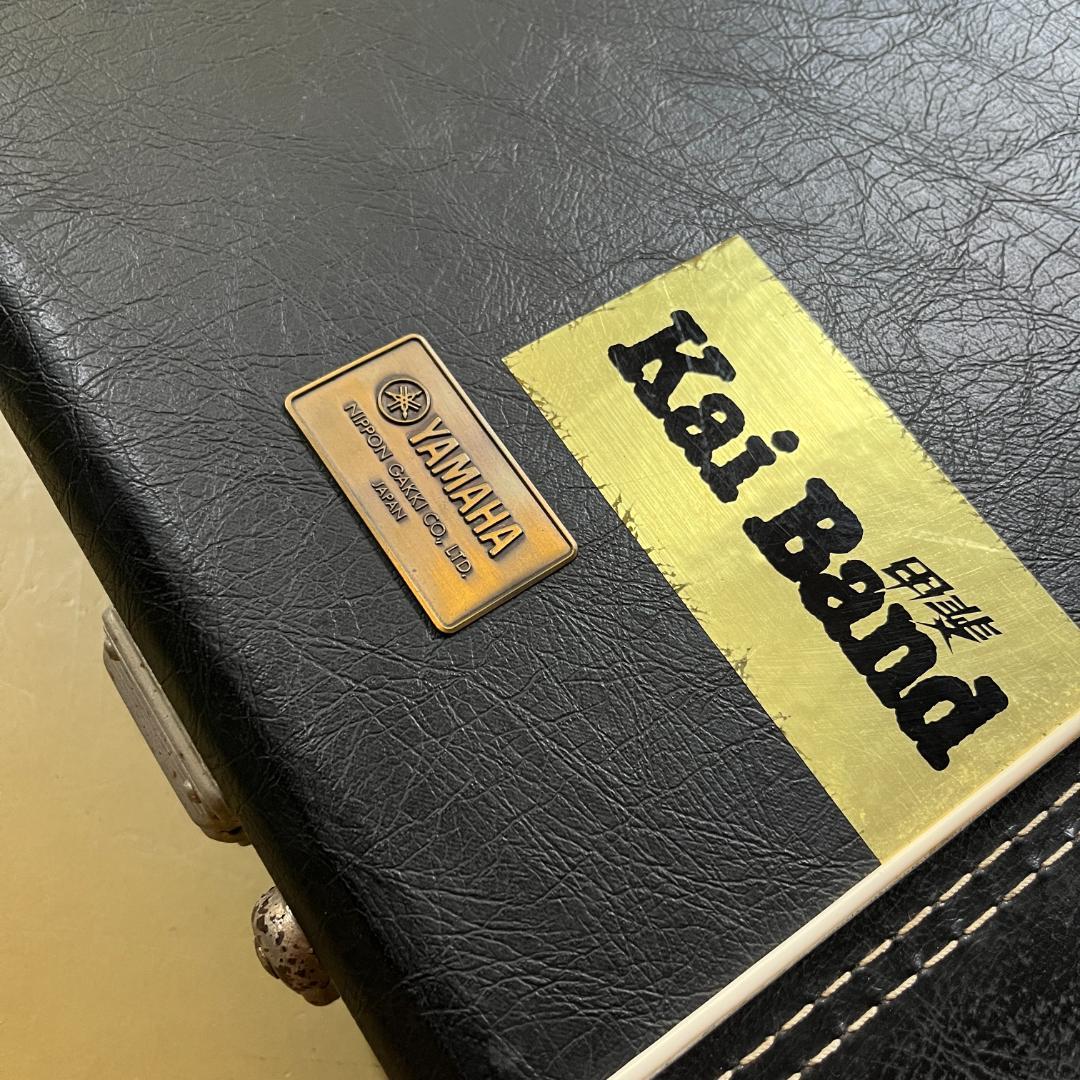 YAMAHA
NIPPON GAKKI CO., LTD.
JAPAN
Kai Band
甲斐